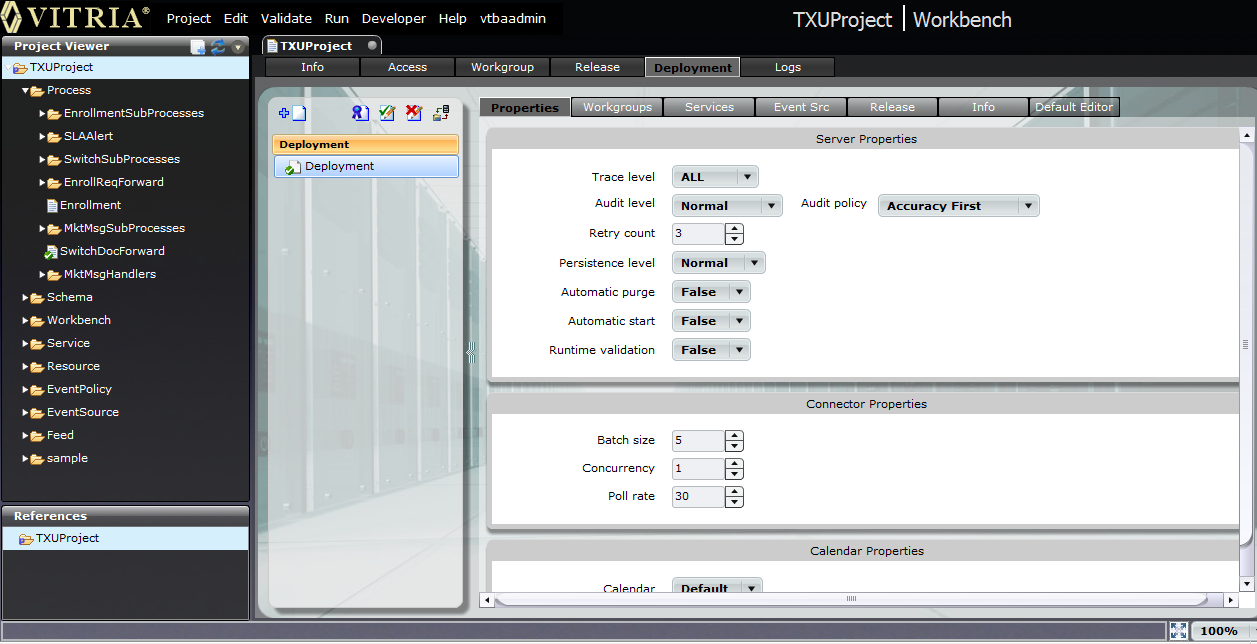 VITRIA®
Project Edit Validate Run Developer Help vtbaadmin
TXUProject | Workbench
Project Viewer
TXUProject
Process
EnrollmentSubProcesses
SLAAlert
SwitchSubProcesses
EnrollReqForward
Enrollment
MktMsgSubProcesses
SwitchDocForward
MktMsgHandlers
Schema
Workbench
Service
Resource
EventPolicy
EventSource
Feed
sample
References
TXUProject
TXUProject
Info Access Workgroup Release Deployment Logs
Deployment
Deployment
Properties Workgroups Services Event Src Release Info Default Editor
Server Properties
Trace level ALL
Audit level Normal Audit policy Accuracy First
Retry count 3
Persistence level Normal
Automatic purge False
Automatic start False
Runtime validation False
Connector Properties
Batch size 5
Concurrency 1
Poll rate 30
Calendar Properties
Calendar Default
100%